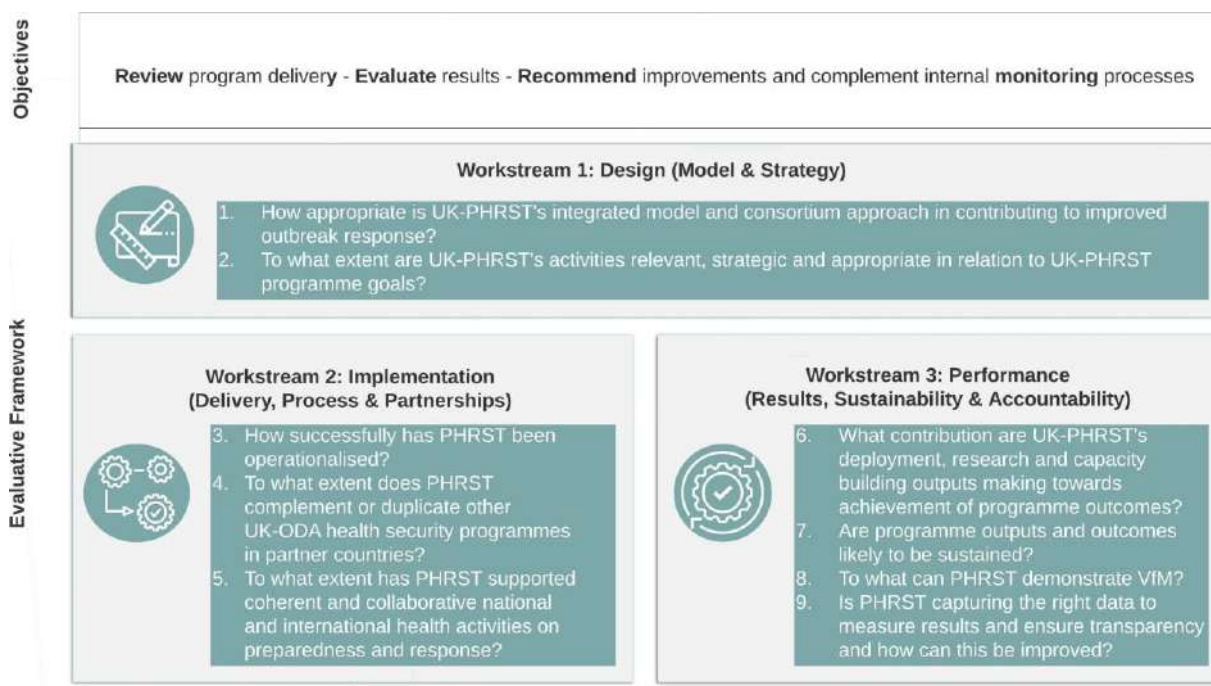 Objectives
Review program delivery - Evaluate results - Recommend improvements and complement internal monitoring processes
Evaluative Framework
Workstream 1: Design (Model & Strategy)
1. How appropriate is UK-PHRST's integrated model and consortium approach in contributing to improved
outbreak response?
2. To what extent are UK-PHRST's activities relevant, strategic and appropriate in relation to UK-PHRST
programme goals?
Workstream 2: Implementation
(Delivery, Process & Partnerships)
3. How successfully has PHRST been
operationalised?
4. To what extent does PHRST
complement or duplicate other
UK-ODA health security programmes
in partner countries?
5. To what extent has PHRST supported
coherent and collaborative national
and international health activities on
preparedness and response?
Workstream 3: Performance
(Results, Sustainability & Accountability)
6. What contribution are UK-PHRST's
deployment, research and capacity
building outputs making towards
achievement of programme outcomes?
7. Are programme outputs and outcomes
likely to be sustained?
8. To what can PHRST demonstrate VfM?
9. Is PHRST capturing the right data to
measure results and ensure transparency
and how can this be improved?